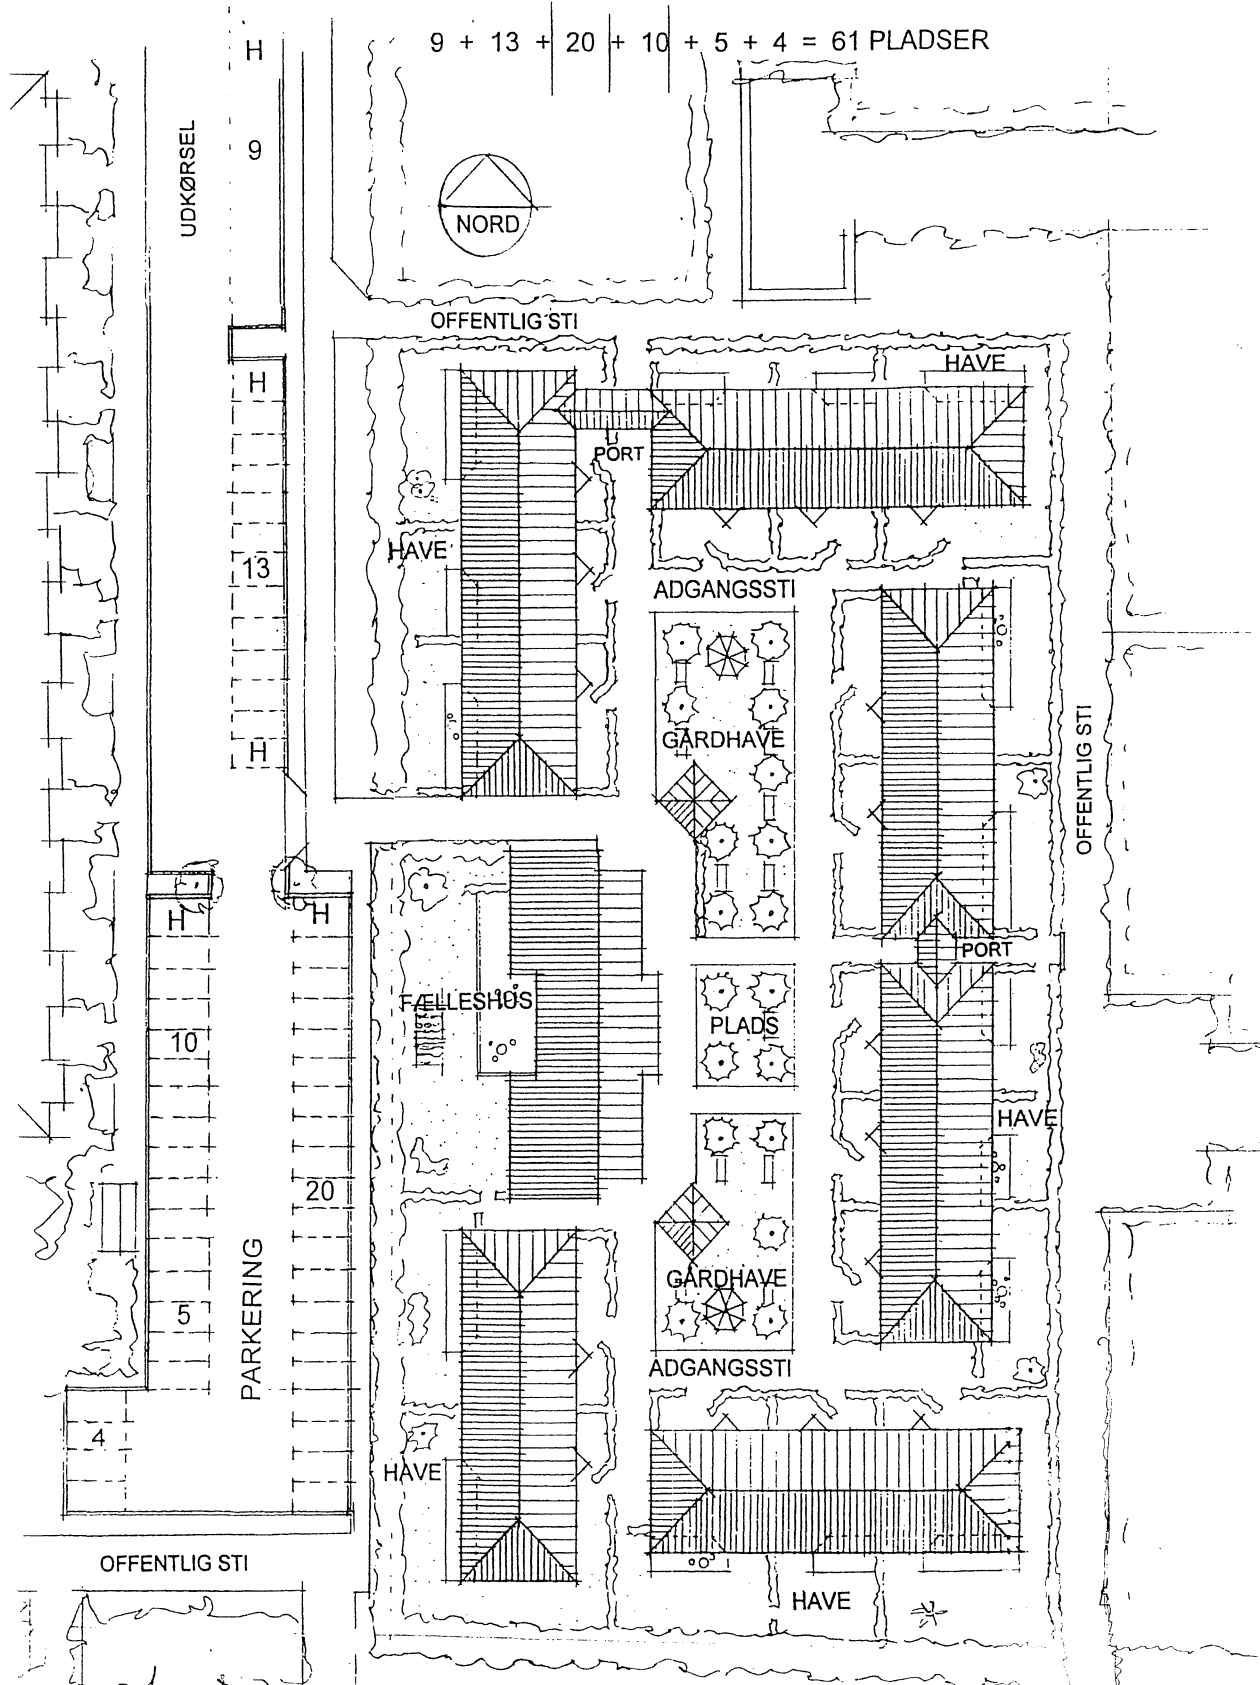 9 + 13 + 20 + 10 + 5 + 4 = 61 PLADSER
H
9
UDKØRSEL
NORD
OFFENTLIG STI
HAVE
H
PORT
HAVE
13
ADGANGSSTI
H
GÅRDHAVE
OFFENTLIG STI
H
H
PORT
FÆLLESHUS
PLADS
10
HAVE
20
GÅRDHAVE
5
PARKERING
ADGANGSSTI
4
HAVE
OFFENTLIG STI
HAVE